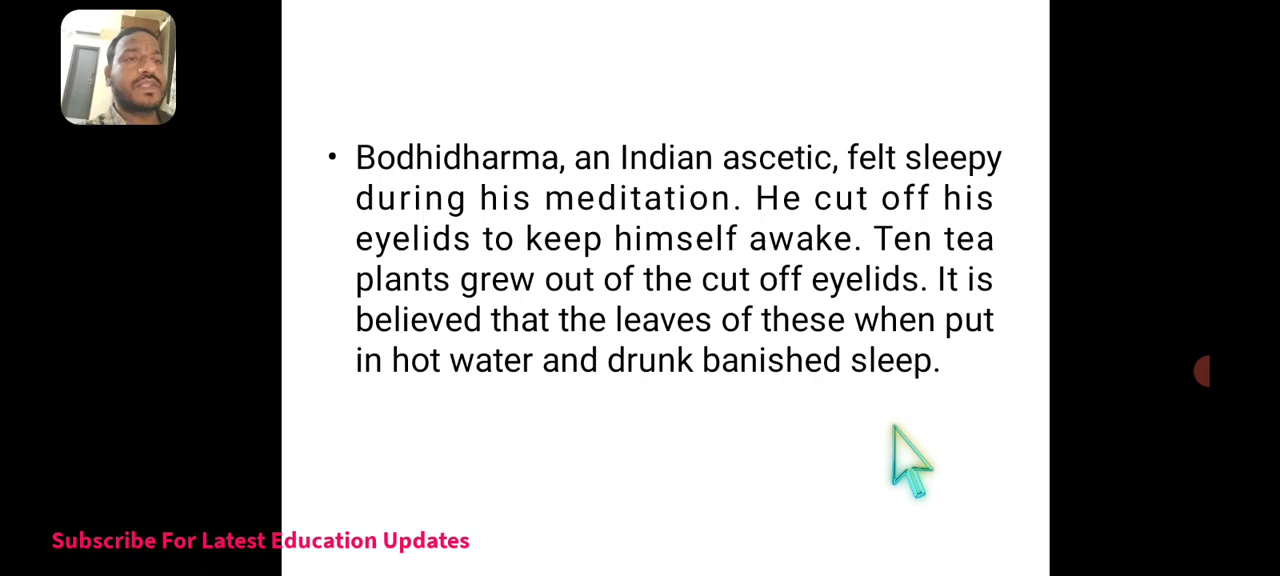 • Bodhidharma, an Indian ascetic, felt sleepy
during his meditation. He cut off his
eyelids to keep himself awake. Ten tea
plants grew out of the cut off eyelids. It is
believed that the leaves of these when put
in hot water and drunk banished sleep.
Subscribe For Latest Education Updates